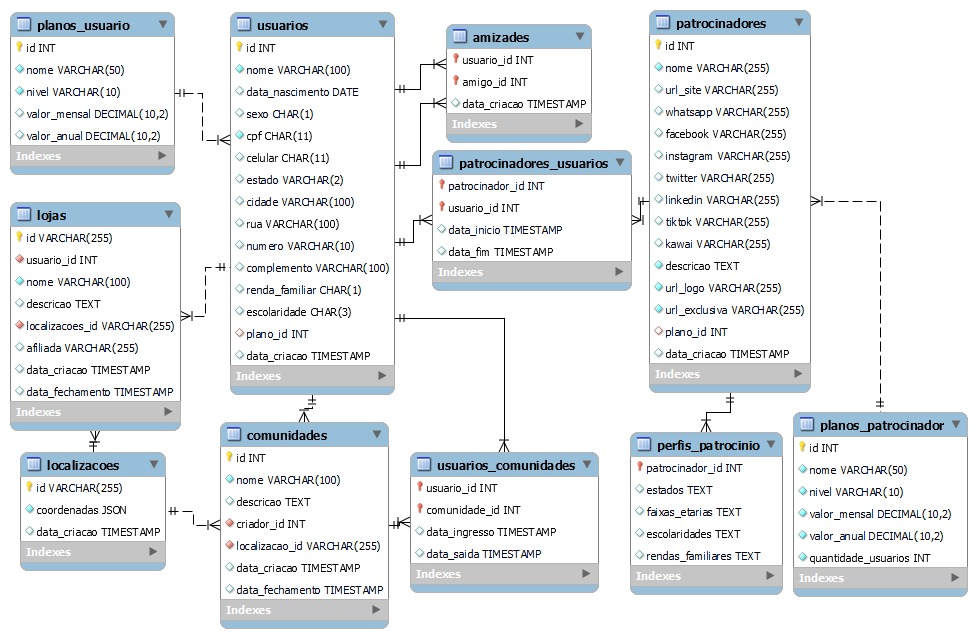 planos_usuario
id INT
nome VARCHAR(50)
nivel VARCHAR(10)
valor_mensal DECIMAL(10,2)
valor_anual DECIMAL(10,2)
Indexes
usuarios
id INT
nome VARCHAR(100)
data_nascimento DATE
sexo CHAR(1)
cpf CHAR(11)
celular CHAR(11)
estado VARCHAR(2)
cidade VARCHAR(100)
rua VARCHAR(100)
numero VARCHAR(10)
complemento VARCHAR(100)
renda_familiar CHAR(1)
escolaridade CHAR(3)
plano_id INT
data_criacao TIMESTAMP
Indexes
amizades
usuario_id INT
amigo_id INT
data_criacao TIMESTAMP
Indexes
patrocinadores_usuarios
patrocinador_id INT
usuario_id INT
data_inicio TIMESTAMP
data_fim TIMESTAMP
Indexes
patrocinadores
id INT
nome VARCHAR(255)
url_site VARCHAR(255)
whatsapp VARCHAR(255)
facebook VARCHAR(255)
instagram VARCHAR(255)
twitter VARCHAR(255)
linkedin VARCHAR(255)
tiktok VARCHAR(255)
kawai VARCHAR(255)
descricao TEXT
url_logo VARCHAR(255)
url_exclusiva VARCHAR(255)
plano_id INT
data_criacao TIMESTAMP
Indexes
lojas
id VARCHAR(255)
usuario_id INT
nome VARCHAR(100)
descricao TEXT
localizacoes_id VARCHAR(255)
afiliada VARCHAR(255)
data_criacao TIMESTAMP
data_fechamento TIMESTAMP
Indexes
localizacoes
id VARCHAR(255)
coordenadas JSON
data_criacao TIMESTAMP
Indexes
comunidades
id INT
nome VARCHAR(100)
descricao TEXT
criador_id INT
localizacao_id VARCHAR(255)
data_criacao TIMESTAMP
data_fechamento TIMESTAMP
Indexes
usuarios_comunidades
usuario_id INT
comunidade_id INT
data_ingresso TIMESTAMP
data_saida TIMESTAMP
Indexes
perfis_patrocinio
patrocinador_id INT
estados TEXT
faixas_etarias TEXT
escolaridades TEXT
rendas_familiares TEXT
Indexes
planos_patrocinador
id INT
nome VARCHAR(50)
nivel VARCHAR(10)
valor_mensal DECIMAL(10,2)
valor_anual DECIMAL(10,2)
quantidade_usuarios INT
Indexes